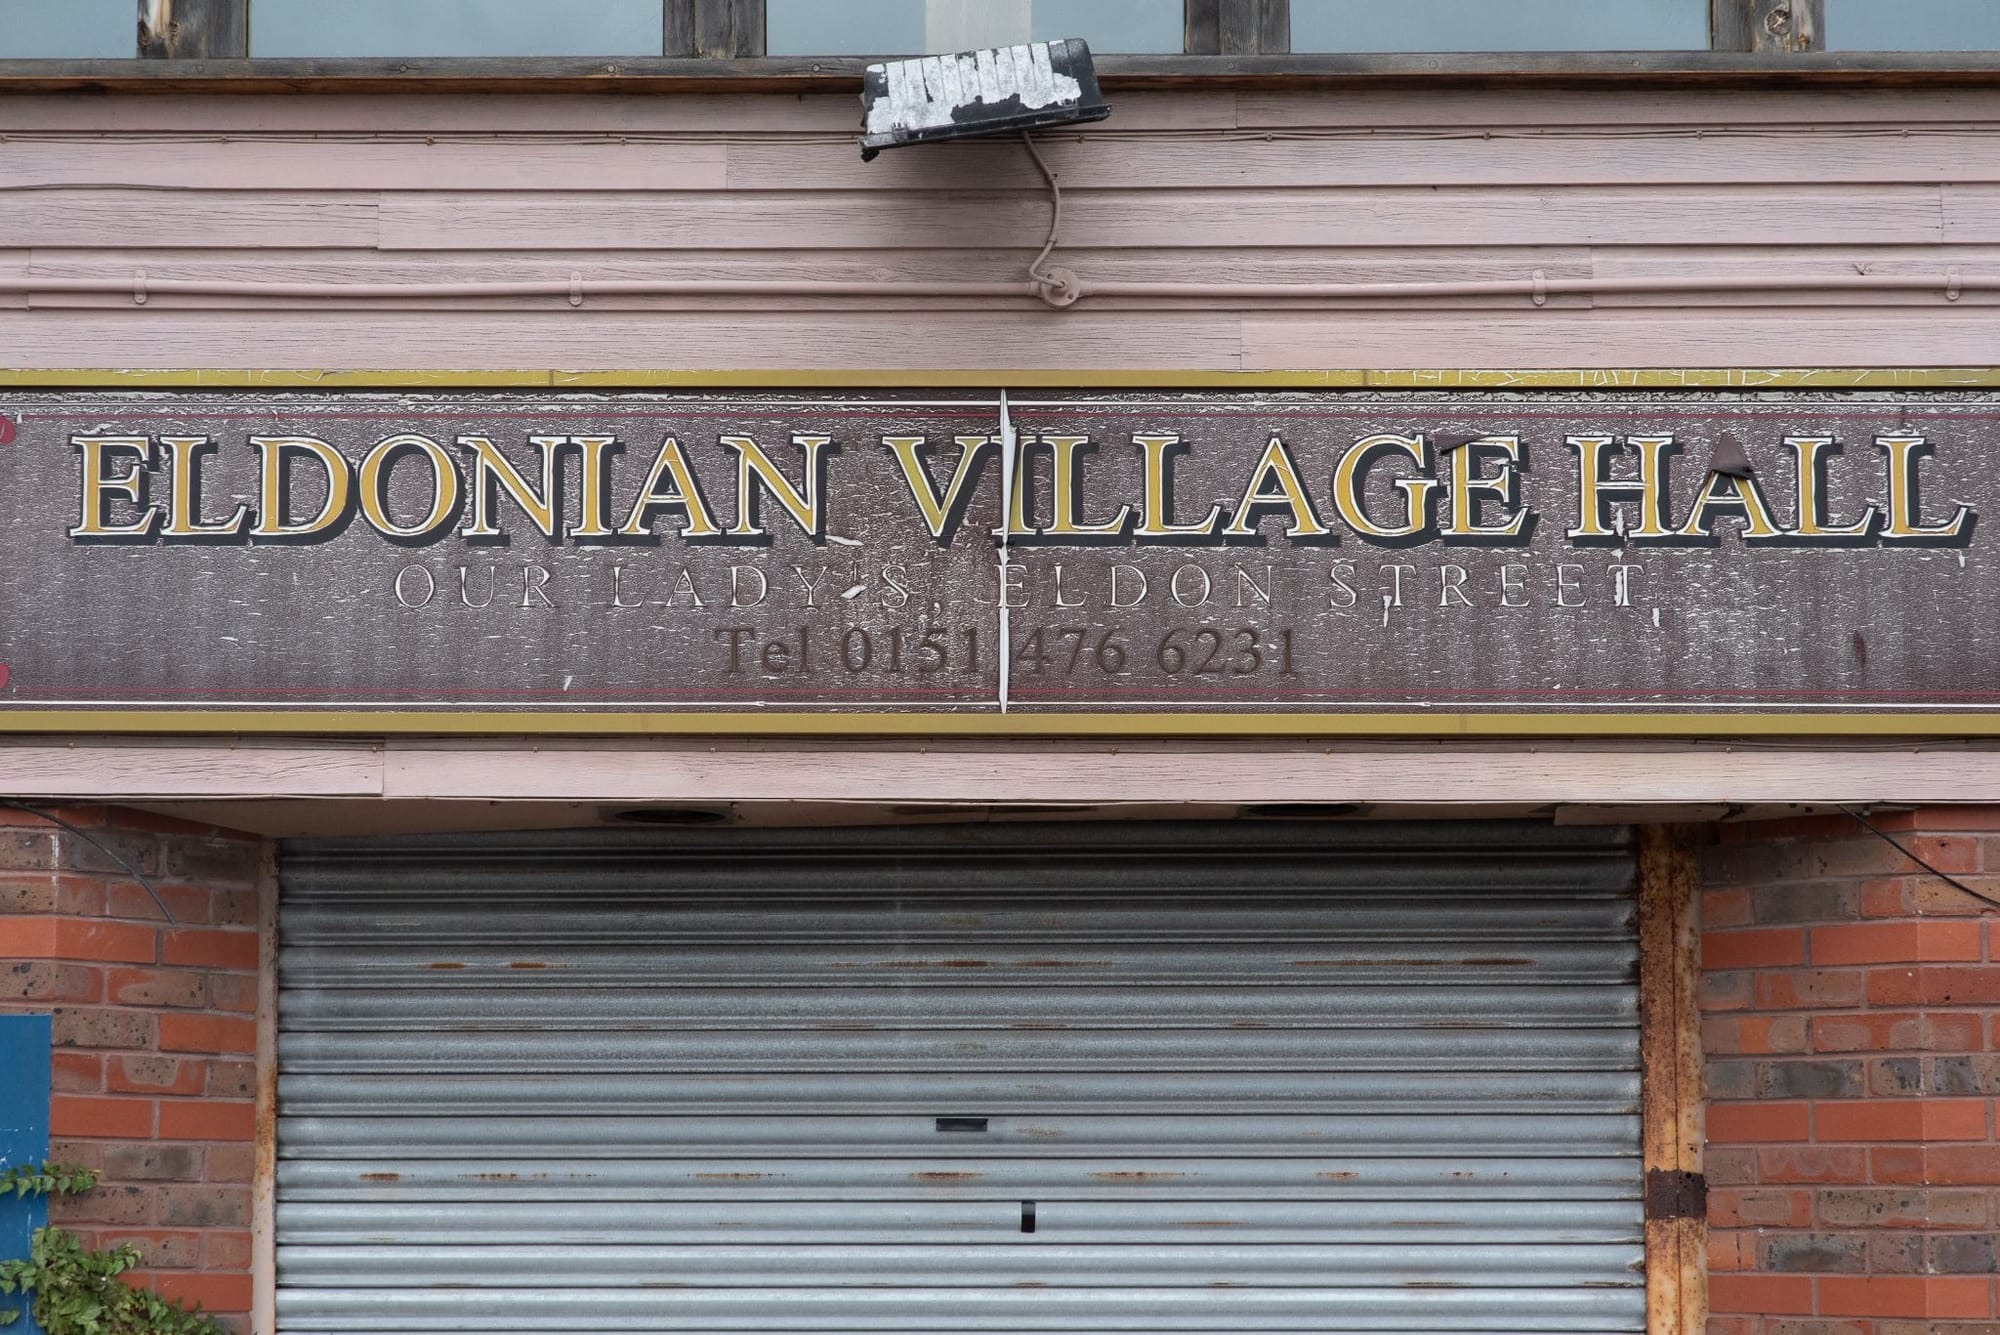 ELDONIAN VILLAGE HALL
OUR LADY'S, ELDON STREET
Tel 0151 476 6231